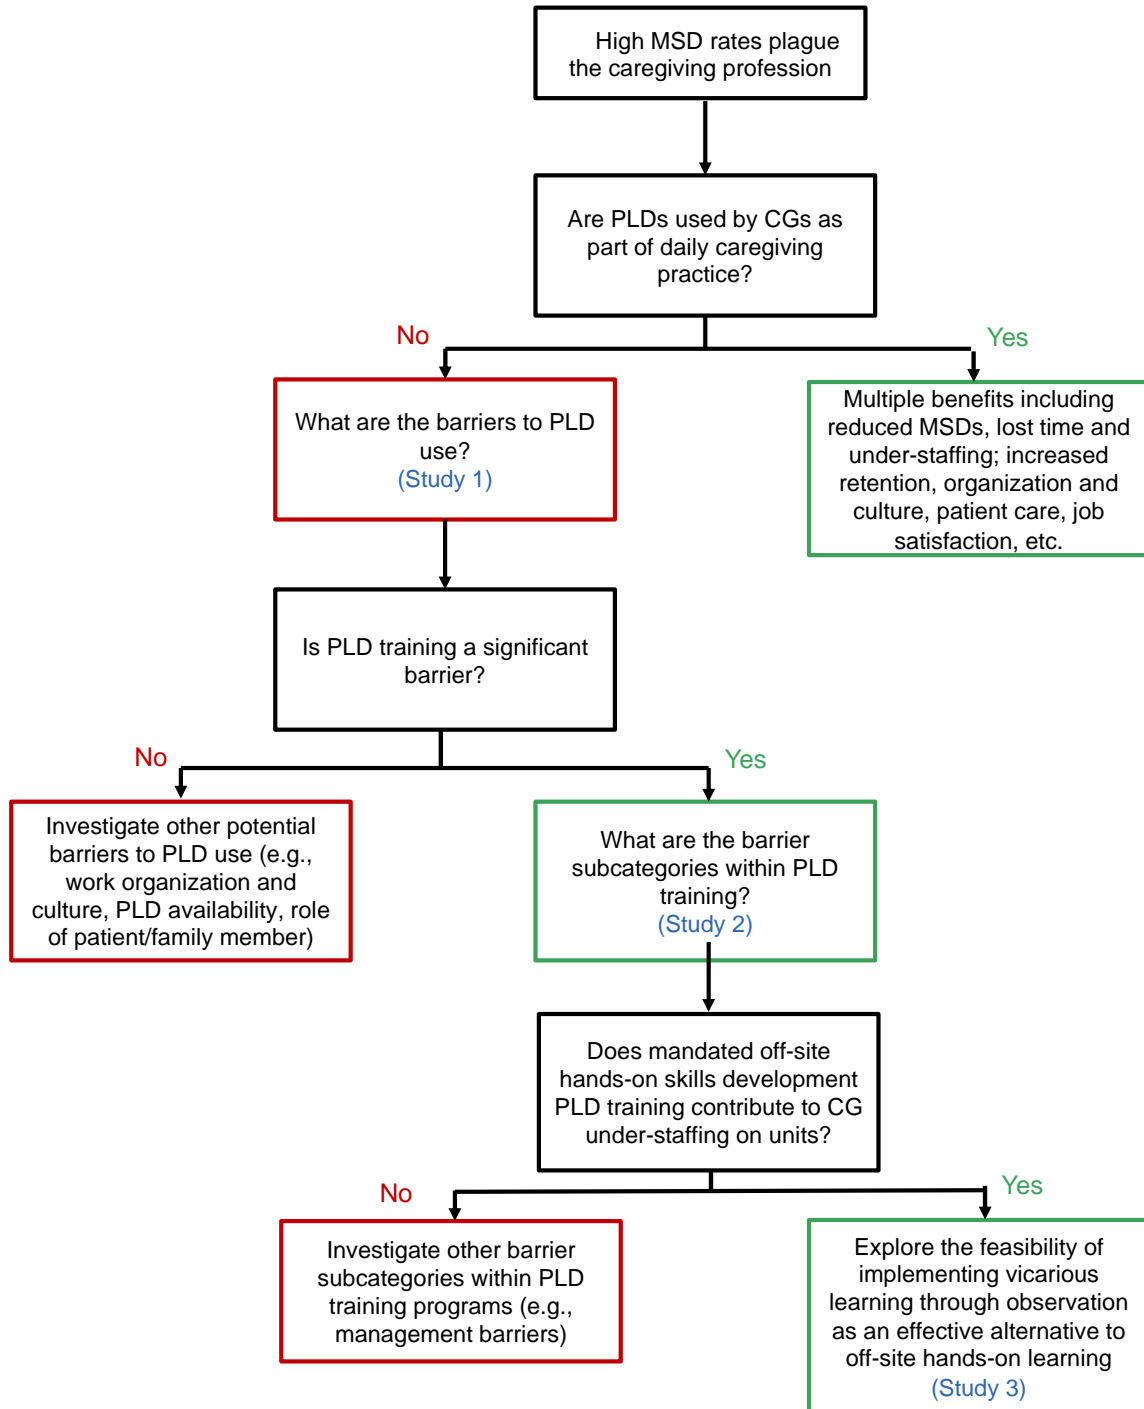 High MSD rates plague
the caregiving profession
Are PLDs used by CGs as
part of daily caregiving
practice?
No
Yes
What are the barriers to PLD
use?
(Study 1)
Multiple benefits including
reduced MSDs, lost time and
under-staffing; increased
retention, organization and
culture, patient care, job
satisfaction, etc.
Is PLD training a significant
barrier?
No
Yes
Investigate other potential
barriers to PLD use (e.g.,
work organization and
culture, PLD availability, role
of patient/family member)
What are the barrier
subcategories within PLD
training?
(Study 2)
Does mandated off-site
hands-on skills development
PLD training contribute to CG
under-staffing on units?
No
Yes
Investigate other barrier
subcategories within PLD
training programs (e.g.,
management barriers)
Explore the feasibility of
implementing vicarious
learning through observation
as an effective alternative to
off-site hands-on learning
(Study 3)